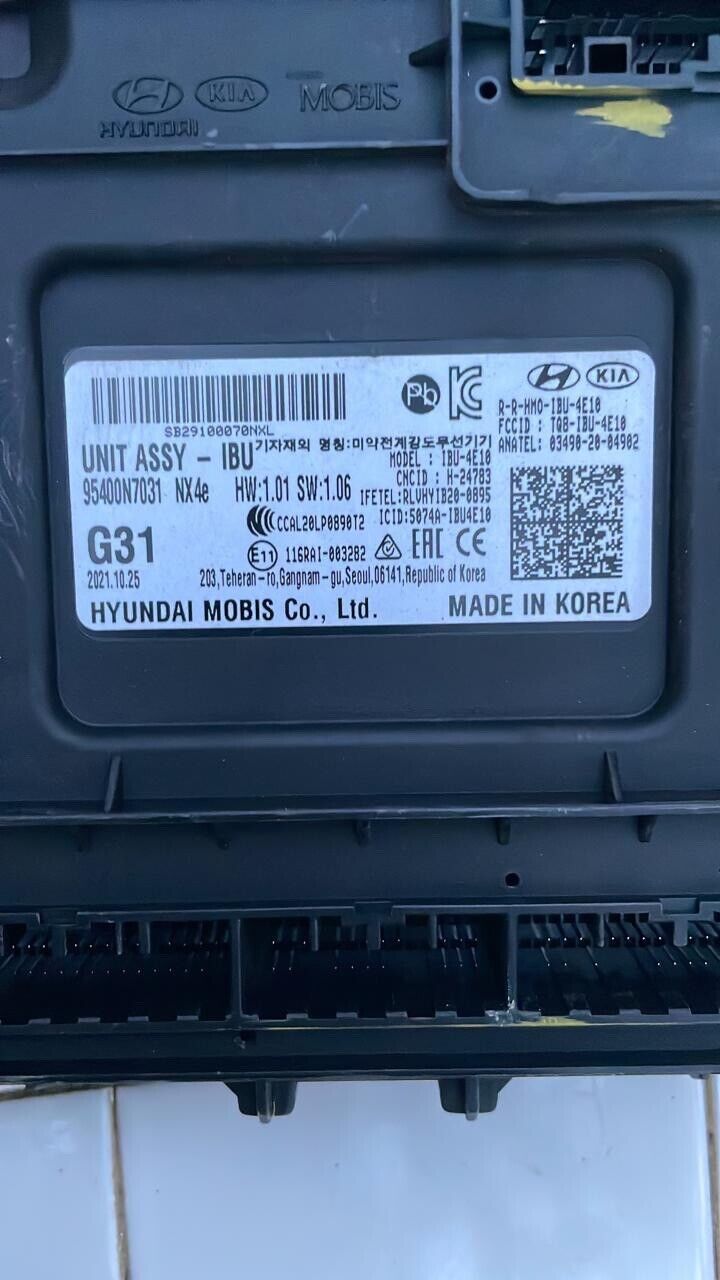 HYUNDAI KIA MOBIS
SB29100070NXL
KIA
R-R-HMO-IBU-4E10
FCCID : TQ8-IBU-4E10
ANATEL: 03490-20-04902
UNIT ASSY - IBU
기자재의 명칭:미약전계강도무선기기
MODEL : IBU-4E10
CNCID : H-24783
95400N7031 NX4e HW:1.01 SW:1.06
IFETEL:RLVHYIB20-0895
ICID:5074A-IBU4E10
CCAL20LP0890T2
G31
E11 116RAI-003282 EAC CE
2021.10.25
203,Teheran-ro,Gangnam-gu,Seoul,06141,Republic of Korea
HYUNDAI MOBIS Co., Ltd. MADE IN KOREA
Pb
KC